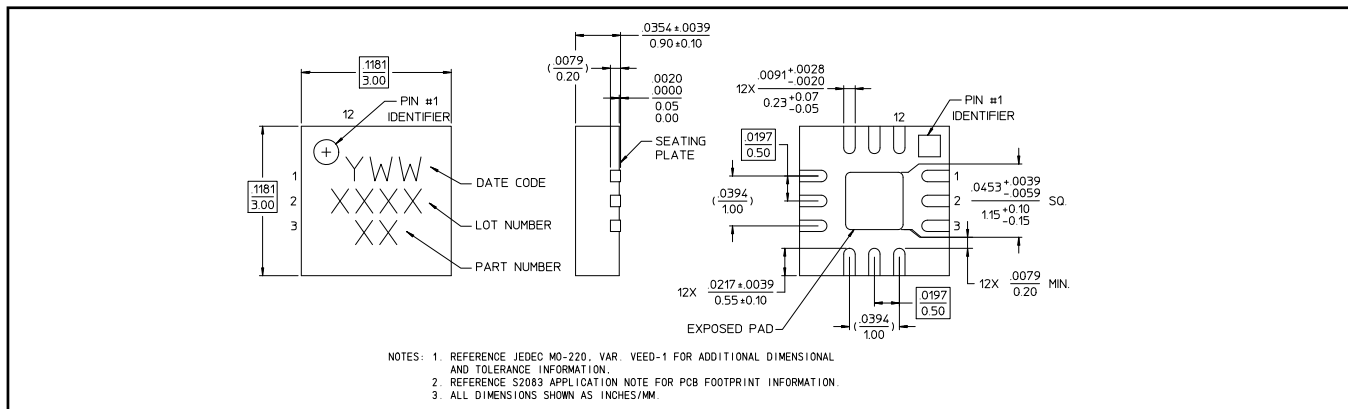 .1181
3.00
12
PIN #1
IDENTIFIER
.1181
3.00
1
2
3
YWW
XXXX
XX
DATE CODE
LOT NUMBER
PART NUMBER
.0354±.0039
0.90±0.10
(.0079
0.20)
.0020
.0000
0.05
0.00
SEATING
PLATE
12X .0091 +.0028 -.0020
0.23 +0.07 -0.05
12
PIN #1
IDENTIFIER
.0197
0.50
(.0394
1.00)
1
2
3
.0453 +.0039 -.0059 SQ.
1.15 +0.10 -0.15
12X .0217±.0039
0.55±0.10
12X .0079 MIN.
0.20
.0197
0.50
(.0394)
1.00
EXPOSED PAD
NOTES: 1. REFERENCE JEDEC MO-220, VAR. VEED-1 FOR ADDITIONAL DIMENSIONAL
AND TOLERANCE INFORMATION.
2. REFERENCE S2083 APPLICATION NOTE FOR PCB FOOTPRINT INFORMATION.
3. ALL DIMENSIONS SHOWN AS INCHES/MM.